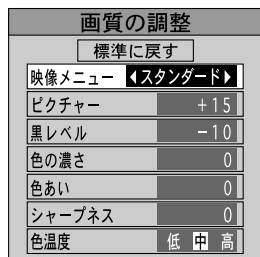 画質の調整
標準に戻す
映像メニュー ◀スタンダード▶
ピクチャー +15
黒レベル −10
色の濃さ 0
色あい 0
シャープネス 0
色温度 低 中 高